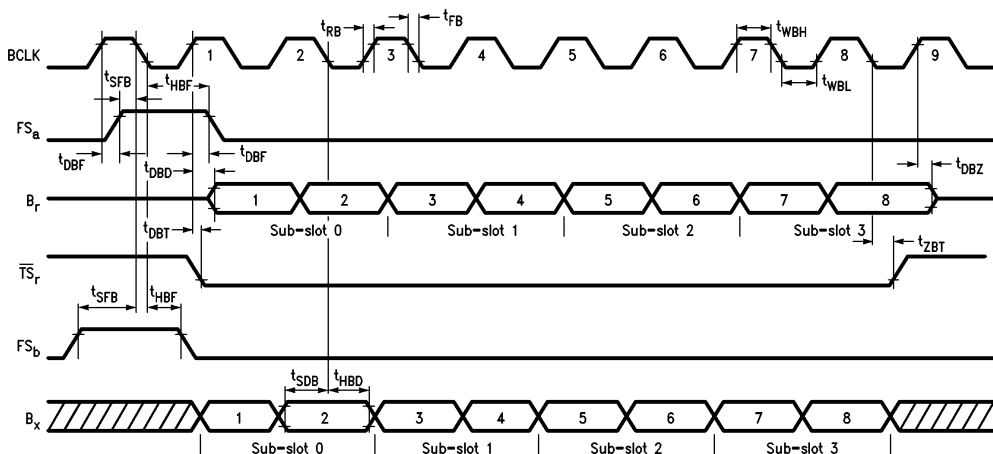 t_RB t_FB
BCLK 1 2 3 4 5 6 7 8 9 t_WBH
t_SFB t_HBF t_WBL
FS_a
t_DBF t_DBD t_DBF t_DBZ
B_r 1 2 3 4 5 6 7 8
t_DBT Sub-slot 0 Sub-slot 1 Sub-slot 2 Sub-slot 3
t_ZBT
TS_r
t_SFB t_HBF
FS_b
t_SDB t_HBD
B_x 1 2 3 4 5 6 7 8
Sub-slot 0 Sub-slot 1 Sub-slot 2 Sub-slot 3